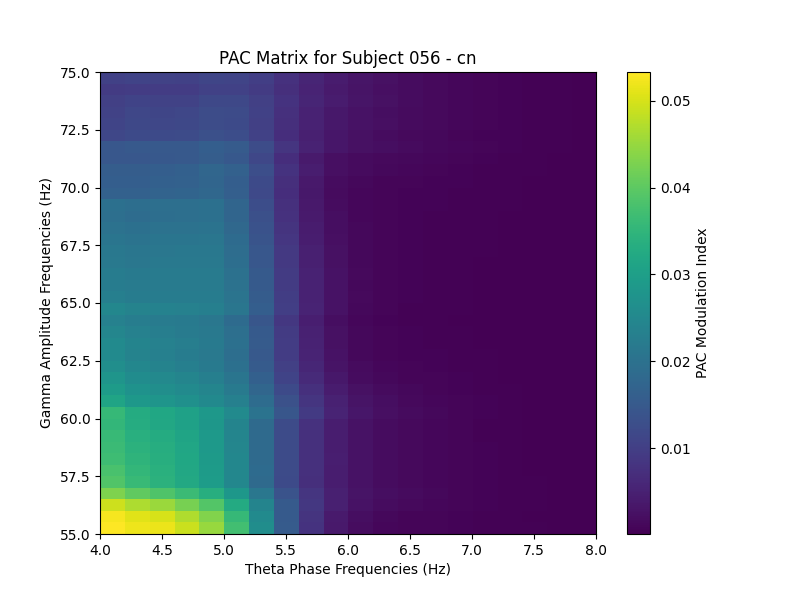 PAC Matrix for Subject 056 - cn
75.0
72.5
70.0
67.5
65.0
62.5
60.0
57.5
55.0
Gamma Amplitude Frequencies (Hz)
4.0 4.5 5.0 5.5 6.0 6.5 7.0 7.5 8.0
Theta Phase Frequencies (Hz)
0.05
0.04
0.03
0.02
0.01
PAC Modulation Index